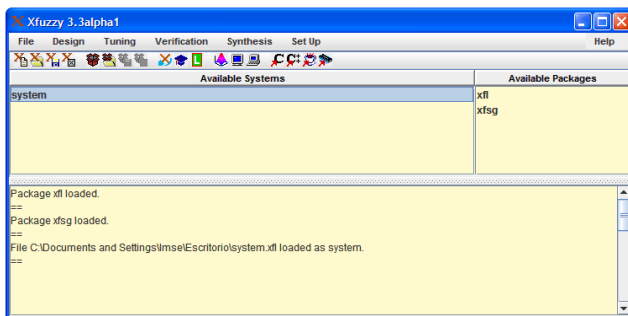 Xfuzzy 3.3alpha1
File Design Tuning Verification Synthesis Set Up Help
Available Systems Available Packages
system xfl
xfsg
Package xfl loaded.
==
Package xfsg loaded.
==
File C:\Documents and Settings\Imse\Escritorio\system.xfl loaded as system.
==